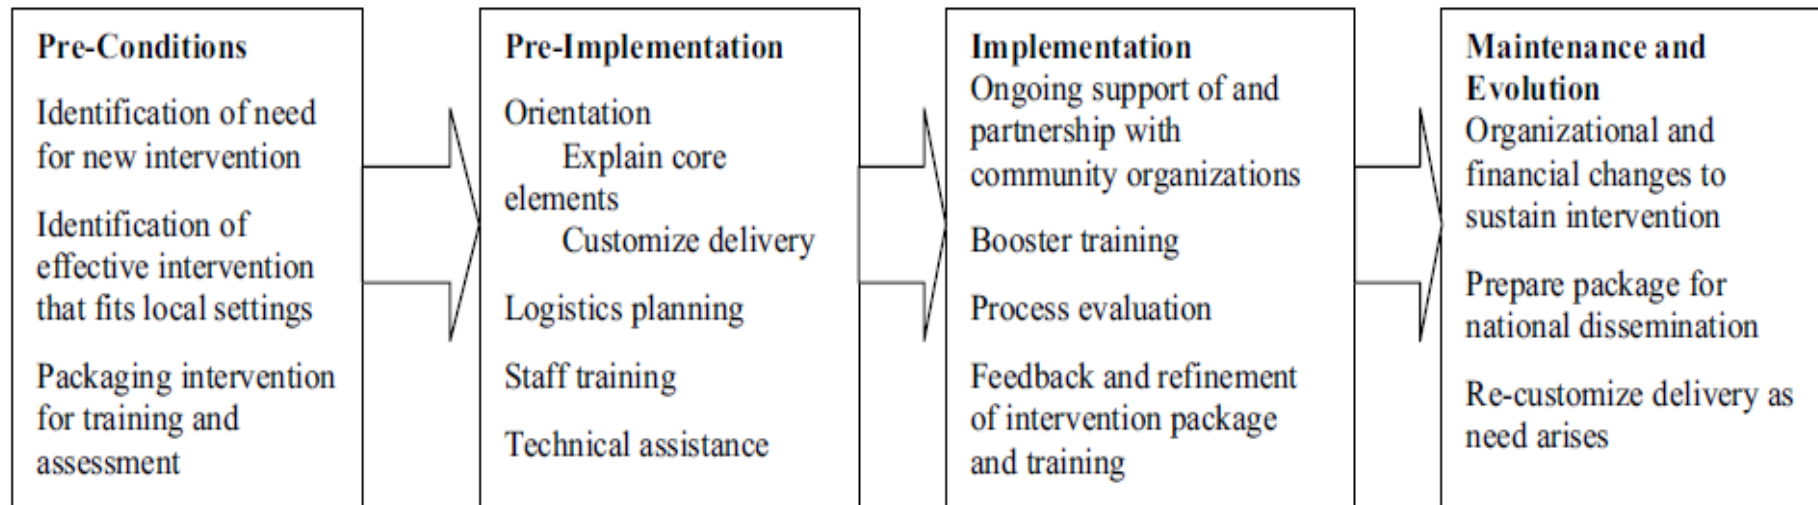 Pre-Conditions
Identification of need
for new intervention
Identification of
effective intervention
that fits local settings
Packaging intervention
for training and
assessment
Pre-Implementation
Orientation
Explain core
elements
Customize delivery
Logistics planning
Staff training
Technical assistance
Implementation
Ongoing support of and
partnership with
community organizations
Booster training
Process evaluation
Feedback and refinement
of intervention package
and training
Maintenance and
Evolution
Organizational and
financial changes to
sustain intervention
Prepare package for
national dissemination
Re-customize delivery as
need arises